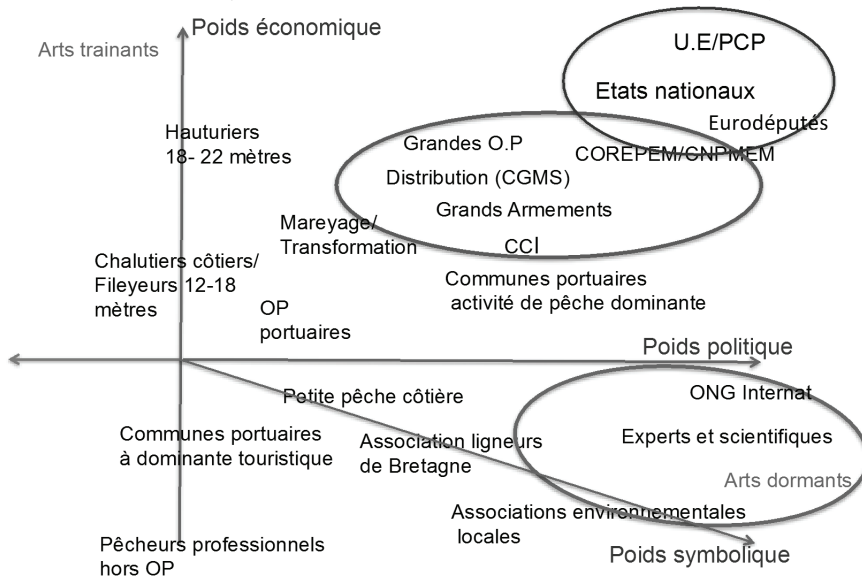 Poids économique
U.E/PCP
Arts trainants
Etats nationaux
Eurodéputés
Hauturiers
18- 22 mètres
Grandes O.P
COREPEM/CNPMEM
Distribution (CGMS)
Grands Armements
Mareyage/
Transformation
CCI
Chalutiers côtiers/
Fileyeurs 12-18
mètres
Communes portuaires
activité de pêche dominante
OP
portuaires
Poids politique
Petite pêche côtière
ONG Internat
Communes portuaires
à dominante touristique
Association ligneurs
de Bretagne
Experts et scientifiques
Arts dormants
Associations environnementales
locales
Pêcheurs professionnels
hors OP
Poids symbolique